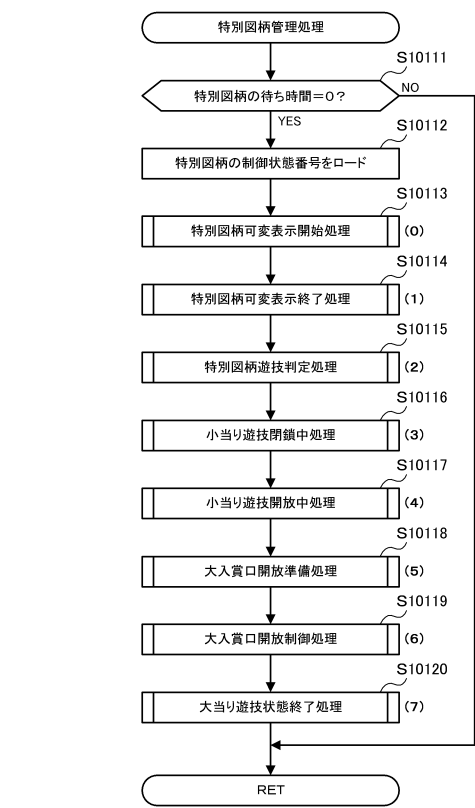 特別図柄管理処理
S10111
特別図柄の待ち時間＝0？
NO
YES
S10112
特別図柄の制御状態番号をロード
S10113
特別図柄可変表示開始処理
(0)
S10114
特別図柄可変表示終了処理
(1)
S10115
特別図柄遊技判定処理
(2)
S10116
小当り遊技閉鎖中処理
(3)
S10117
小当り遊技開放中処理
(4)
S10118
大入賞口開放準備処理
(5)
S10119
大入賞口開放制御処理
(6)
S10120
大当り遊技状態終了処理
(7)
RET